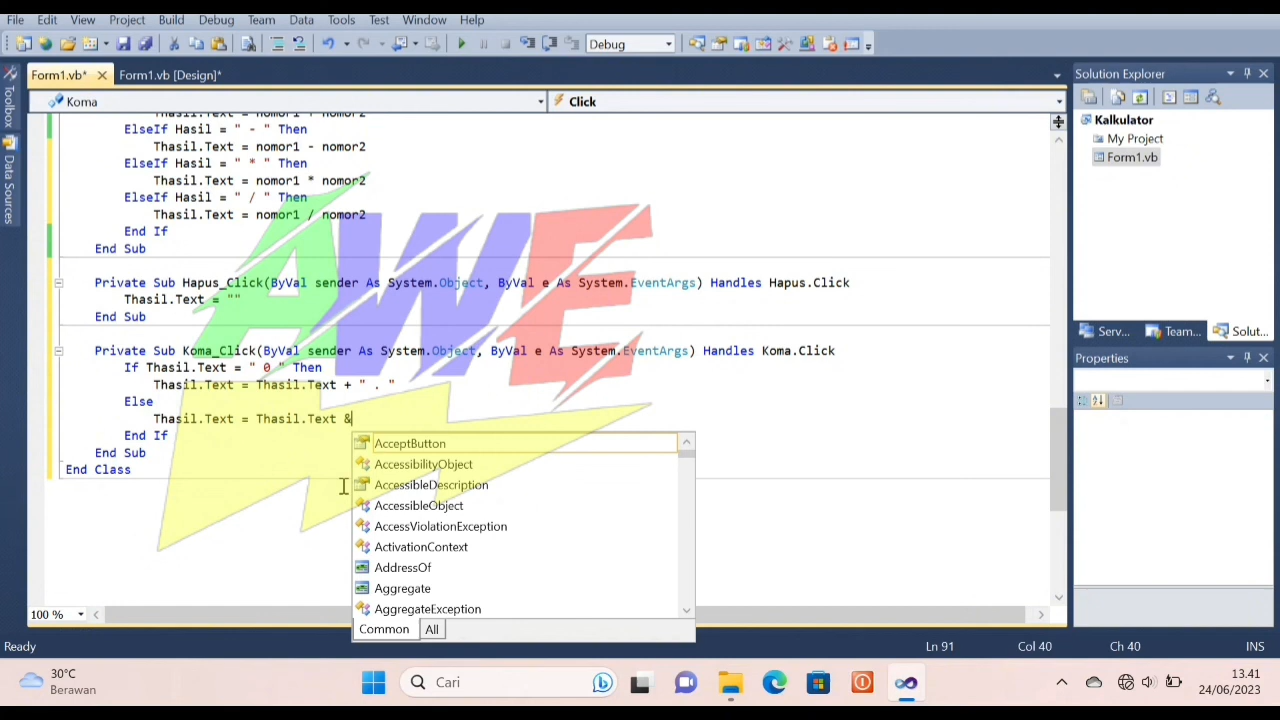 File Edit View Project Build Debug Team Data Tools Test Window Help
Debug
Form1.vb* Form1.vb [Design]*
Koma Click
ElseIf Hasil = " - " Then
Thasil.Text = nomor1 - nomor2
ElseIf Hasil = " * " Then
Thasil.Text = nomor1 * nomor2
ElseIf Hasil = " / " Then
Thasil.Text = nomor1 / nomor2
End If
End Sub
Private Sub Hapus_Click(ByVal sender As System.Object, ByVal e As System.EventArgs) Handles Hapus.Click
Thasil.Text = ""
End Sub
Private Sub Koma_Click(ByVal sender As System.Object, ByVal e As System.EventArgs) Handles Koma.Click
If Thasil.Text = " 0 " Then
Thasil.Text = Thasil.Text + " . "
Else
Thasil.Text = Thasil.Text &
End If
End Sub
End Class
AWE
AcceptButton
AccessibilityObject
AccessibleDescription
AccessibleObject
AccessViolationException
ActivationContext
AddressOf
Aggregate
AggregateException
Common All
Toolbox
Data Sources
Solution Explorer
Kalkulator
My Project
Form1.vb
Serv... Team... Solut...
Properties
100 %
Ready Ln 91 Col 40 Ch 40 INS
30°C
Berawan
Cari
13.41
24/06/2023